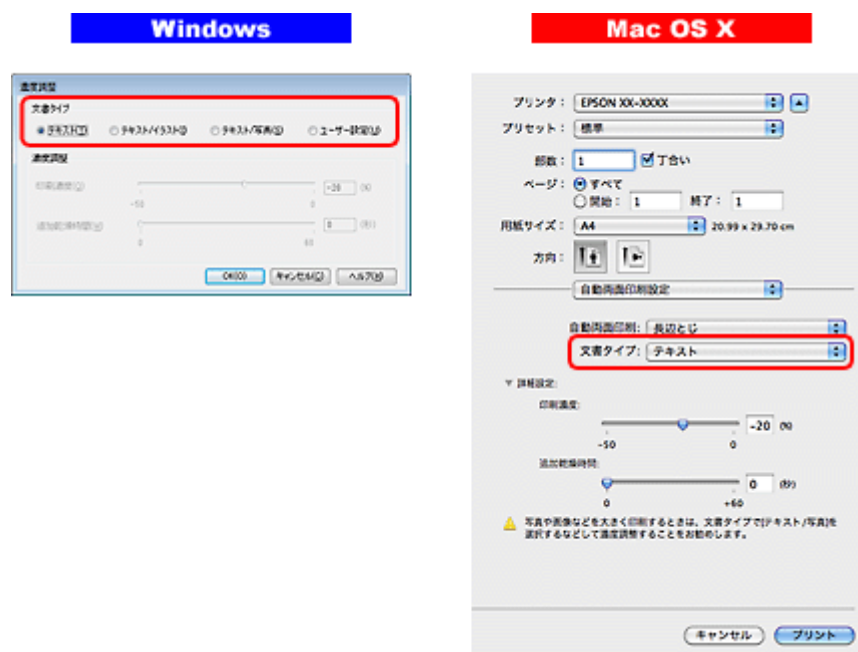 Windows
濃度調整
文書タイプ
テキスト(T) テキスト/イラスト(I) テキスト/写真(S) ユーザー設定(U)
濃度調整
印刷濃度(Q) -20 (%)
-50 0
追加乾燥時間(W) 0 (秒)
0 60
OK(O) キャンセル(C) ヘルプ(H)
Mac OS X
プリンタ: EPSON XX-XXXX
プリセット: 標準
部数: 1 丁合い
ページ: すべて
開始: 1 終了: 1
用紙サイズ: A4 20.99 x 29.70 cm
方向:
自動両面印刷設定
自動両面印刷: 長辺とじ
文書タイプ: テキスト
詳細設定:
印刷濃度:
-20 (%)
-50 0
追加乾燥時間:
0 (秒)
0 +60
写真や画像などを大きく印刷するときは、文書タイプで[テキスト/写真]を
選択するなどして濃度調整することをお勧めします。
キャンセル プリント